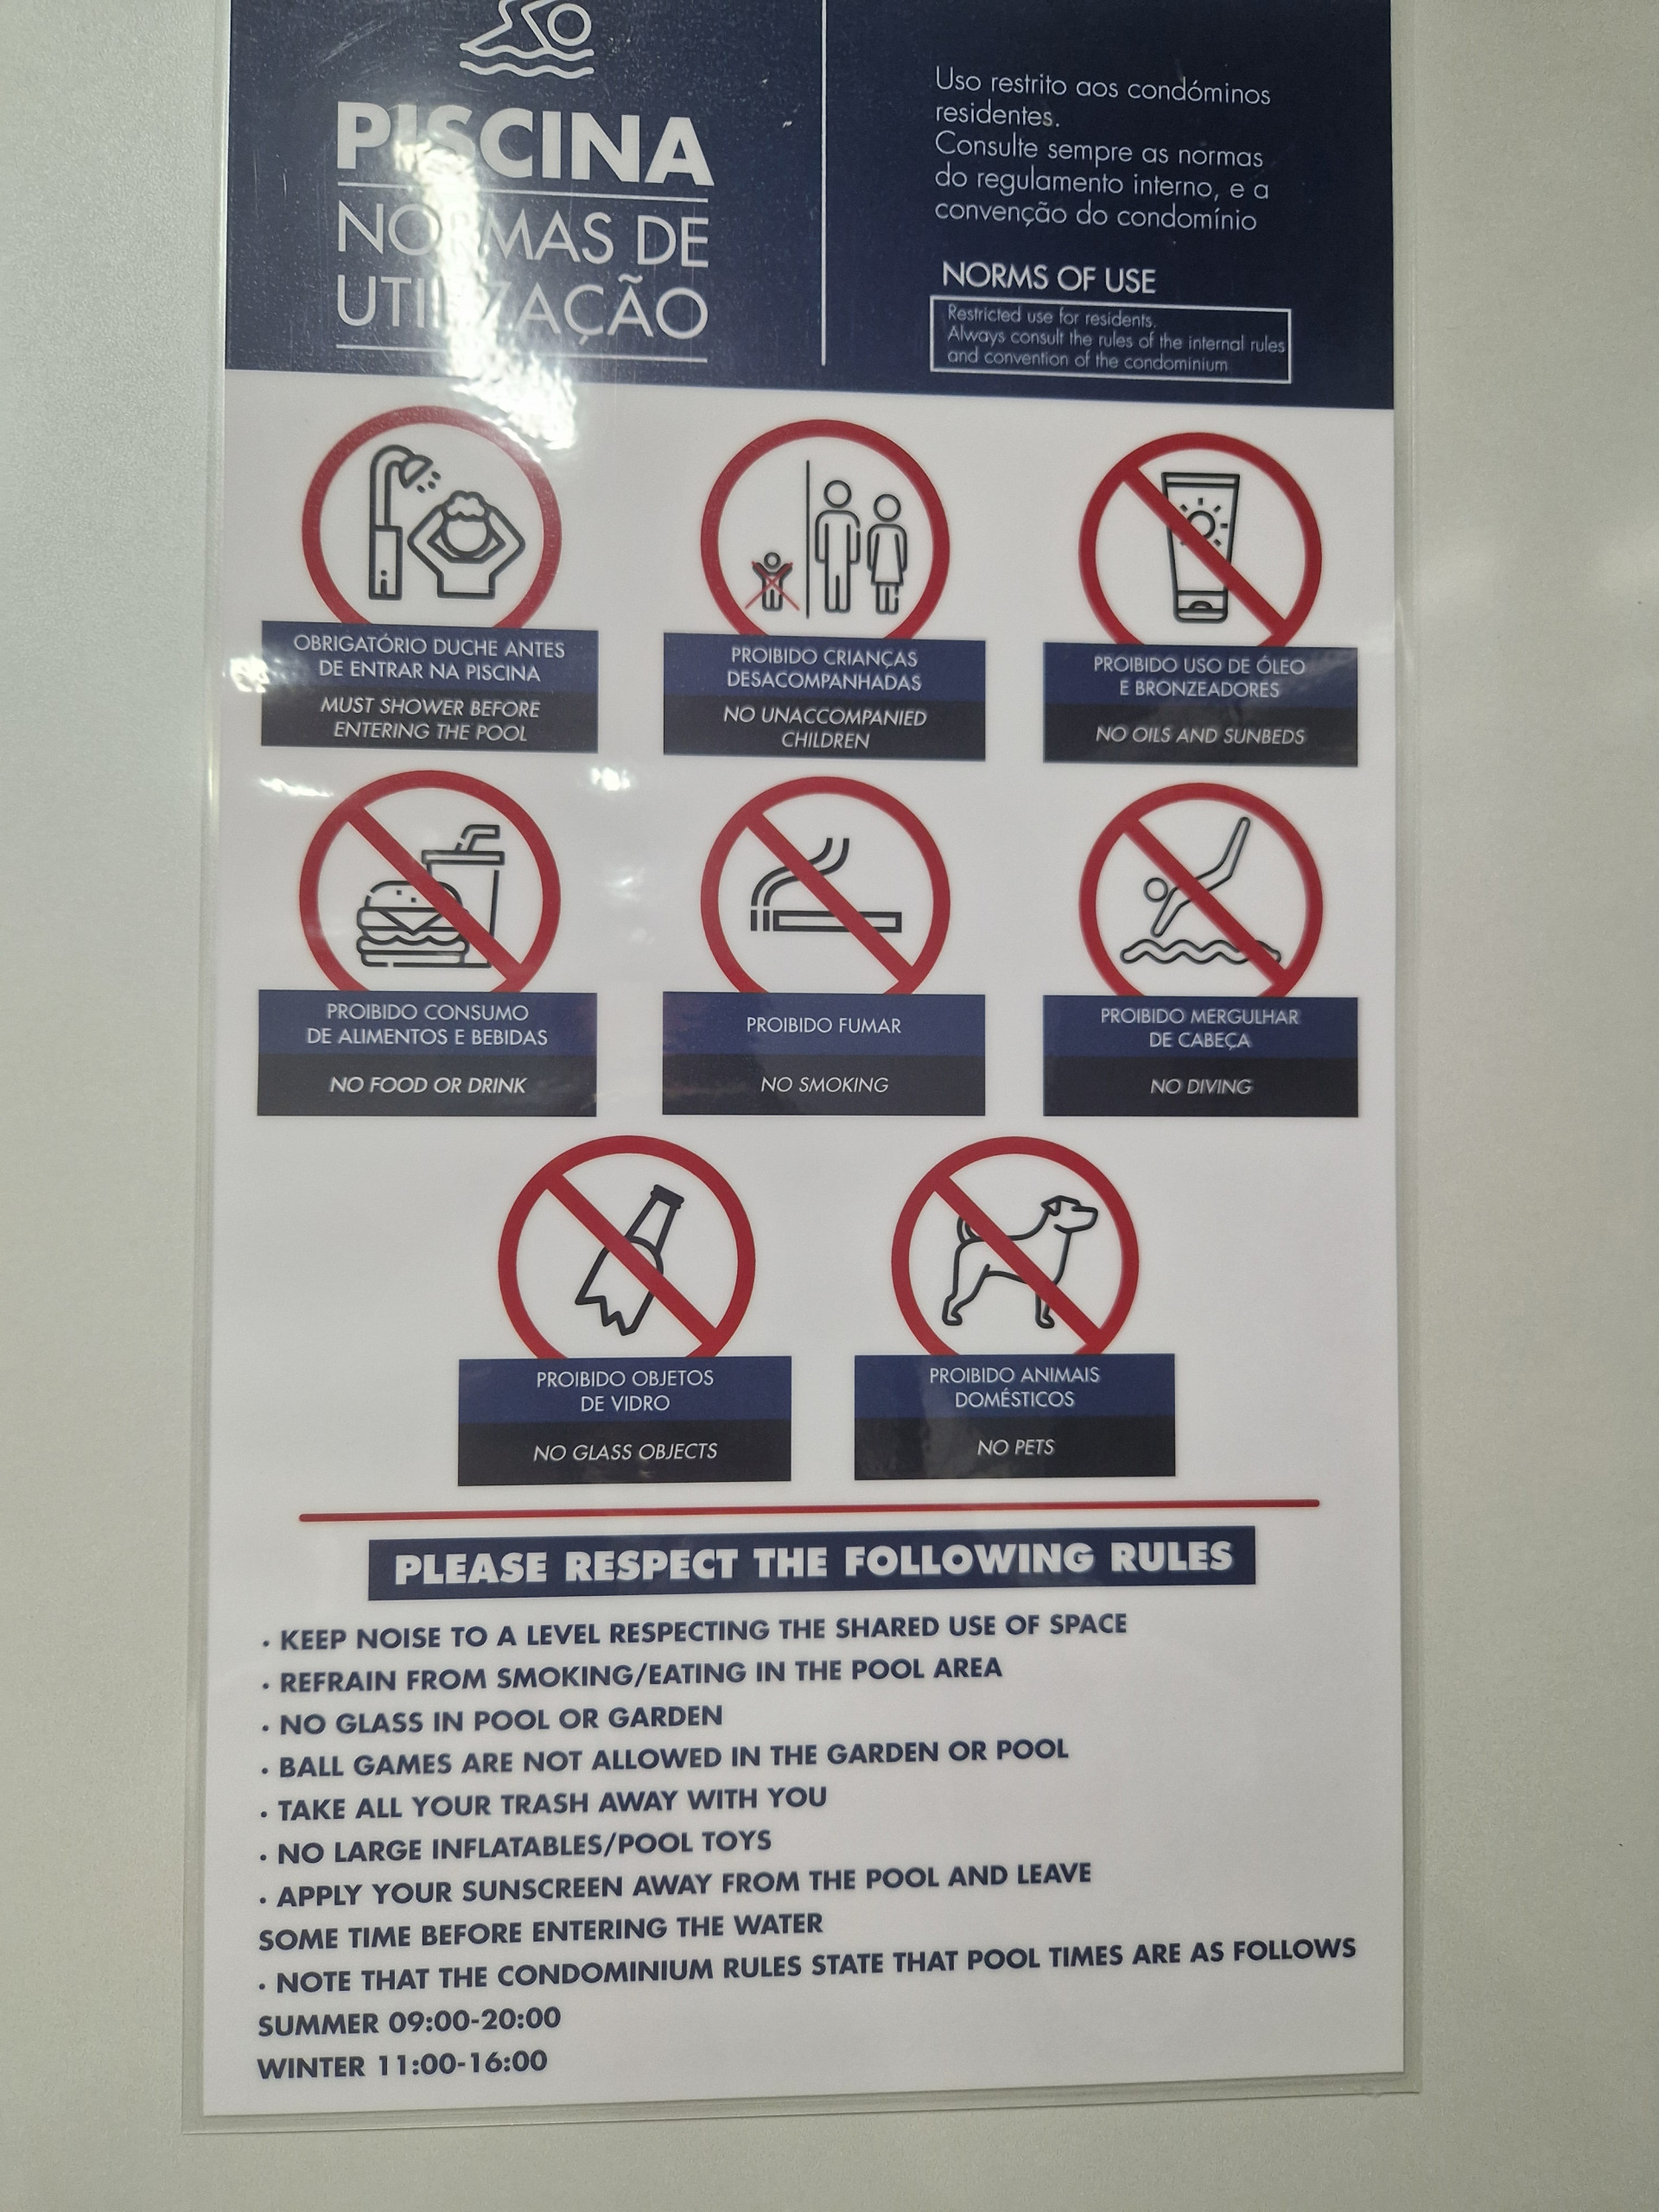 PISCINA
NORMAS DE
UTILIZAÇÃO
Uso restrito aos condóminos
residentes.
Consulte sempre as normas
do regulamento interno, e a
convenção do condomínio
NORMS OF USE
Restricted use for residents.
Always consult the rules of the internal rules
and convention of the condominium
OBRIGATÓRIO DUCHE ANTES
DE ENTRAR NA PISCINA
MUST SHOWER BEFORE
ENTERING THE POOL
PROIBIDO CRIANÇAS
DESACOMPANHADAS
NO UNACCOMPANIED
CHILDREN
PROIBIDO USO DE ÓLEO
E BRONZEADORES
NO OILS AND SUNBEDS
PROIBIDO CONSUMO
DE ALIMENTOS E BEBIDAS
NO FOOD OR DRINK
PROIBIDO FUMAR
NO SMOKING
PROIBIDO MERGULHAR
DE CABEÇA
NO DIVING
PROIBIDO OBJETOS
DE VIDRO
NO GLASS OBJECTS
PROIBIDO ANIMAIS
DOMÉSTICOS
NO PETS
PLEASE RESPECT THE FOLLOWING RULES
• KEEP NOISE TO A LEVEL RESPECTING THE SHARED USE OF SPACE
• REFRAIN FROM SMOKING/EATING IN THE POOL AREA
• NO GLASS IN POOL OR GARDEN
• BALL GAMES ARE NOT ALLOWED IN THE GARDEN OR POOL
• TAKE ALL YOUR TRASH AWAY WITH YOU
• NO LARGE INFLATABLES/POOL TOYS
• APPLY YOUR SUNSCREEN AWAY FROM THE POOL AND LEAVE
SOME TIME BEFORE ENTERING THE WATER
• NOTE THAT THE CONDOMINIUM RULES STATE THAT POOL TIMES ARE AS FOLLOWS
SUMMER 09:00-20:00
WINTER 11:00-16:00